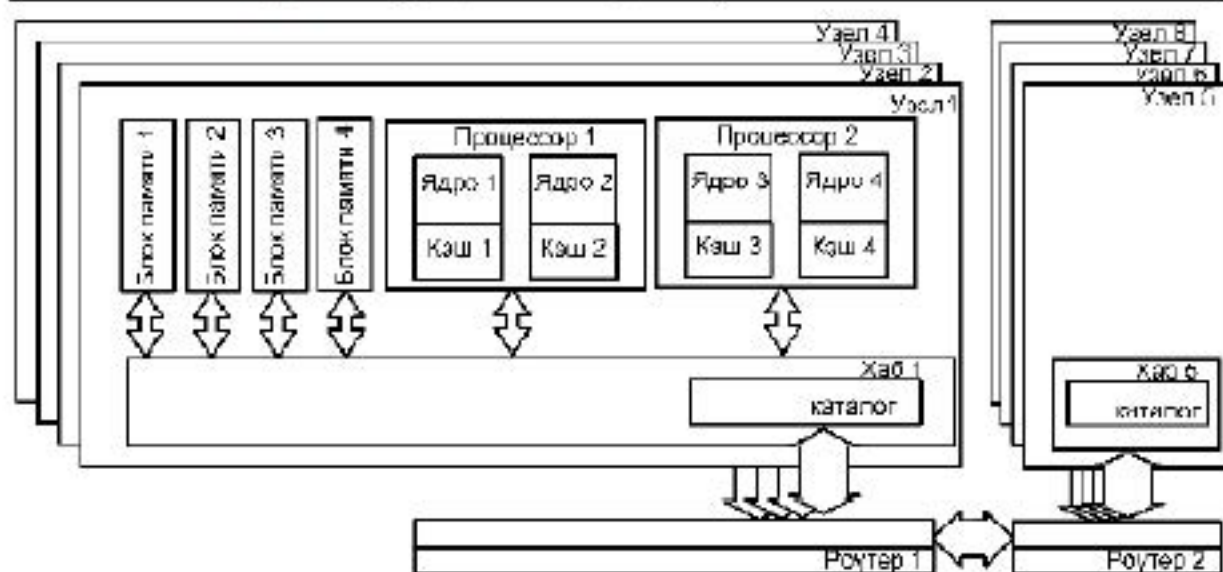 Узел 4
Узел 3
Узел 2
Узел 1
Блок памяти 1
Блок памяти 2
Блок памяти 3
Блок памяти 4
Процессор 1
Ядро 1
Кэш 1
Ядро 2
Кэш 2
Процессор 2
Ядро 3
Кэш 3
Ядро 4
Кэш 4
Хаб 1
каталог
Роутер 1
Узел 8
Узел 7
Узел 6
Узел 5
Хаб
каталог
Роутер 2